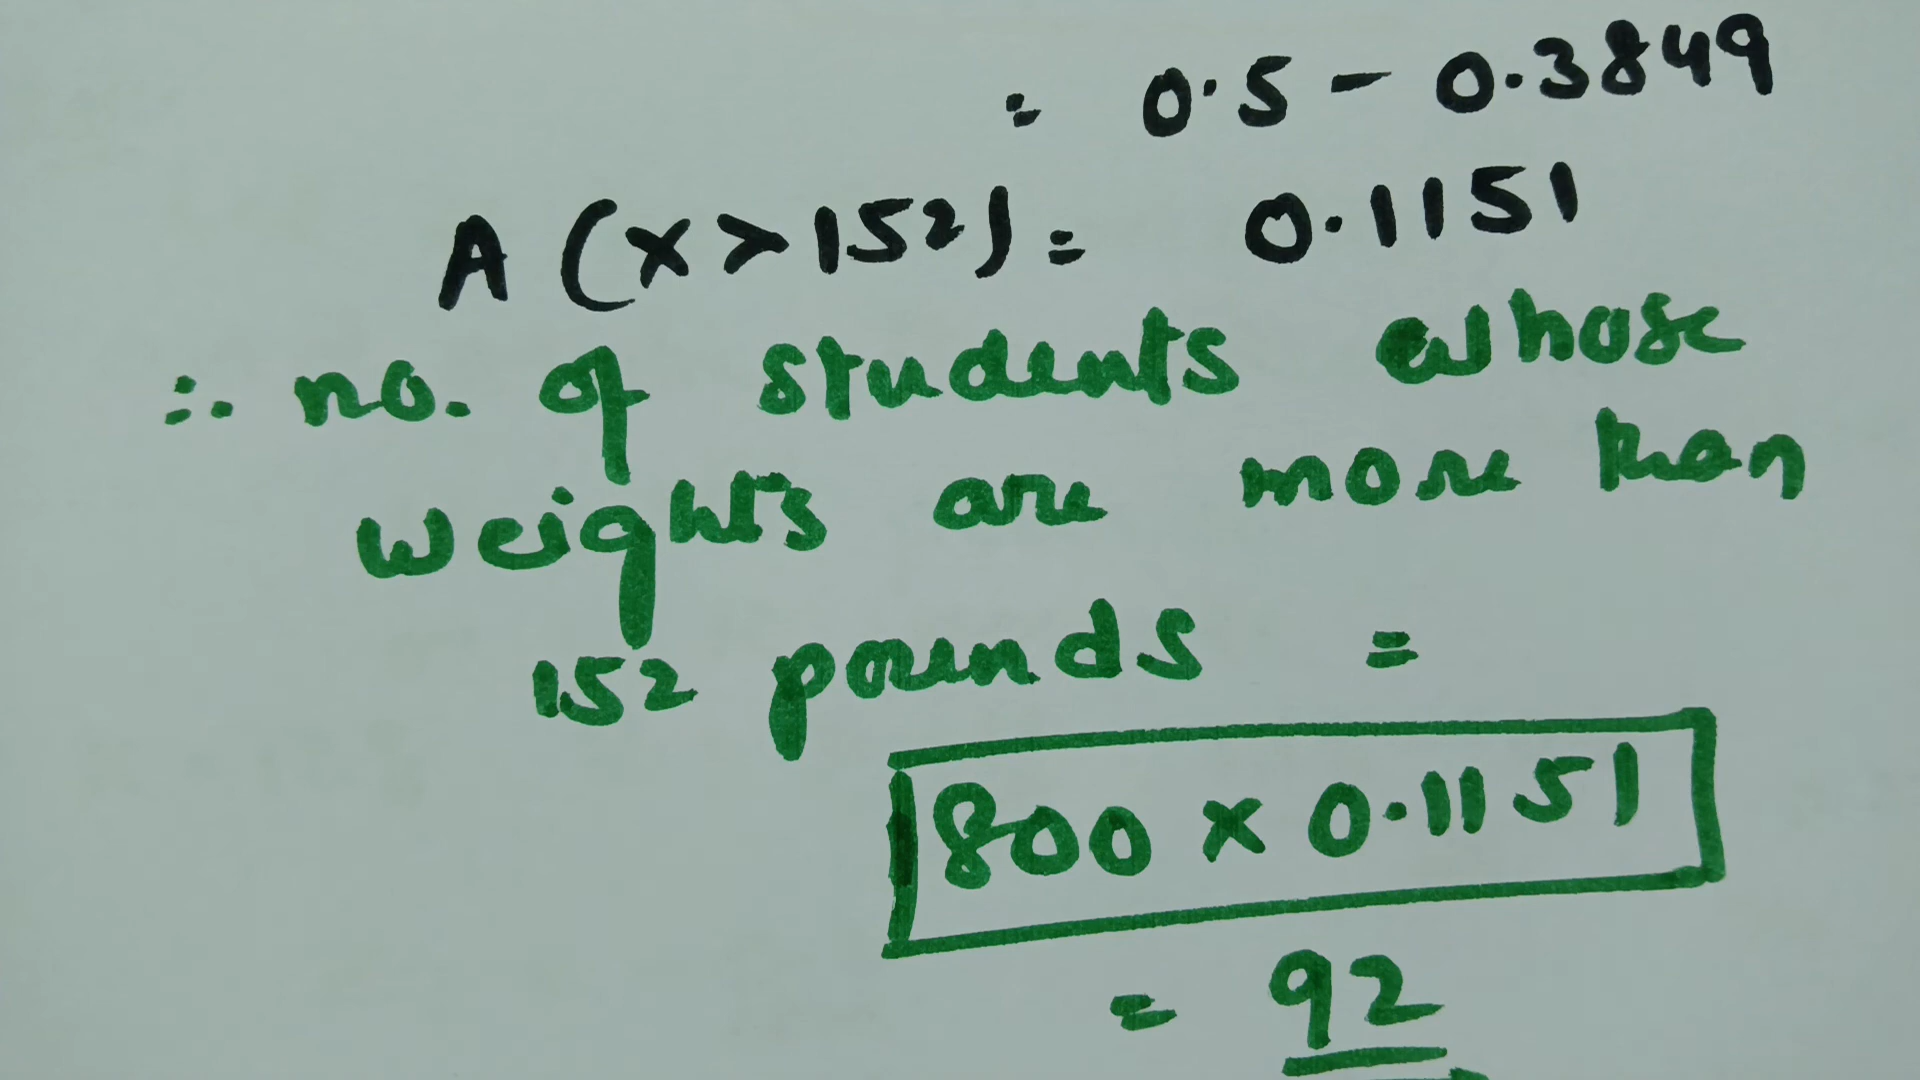 = 0.5 - 0.3849
A (x>152) = 0.1151
∴ no. of students whose
weights are more than
152 pounds =
800 x 0.1151
= 92